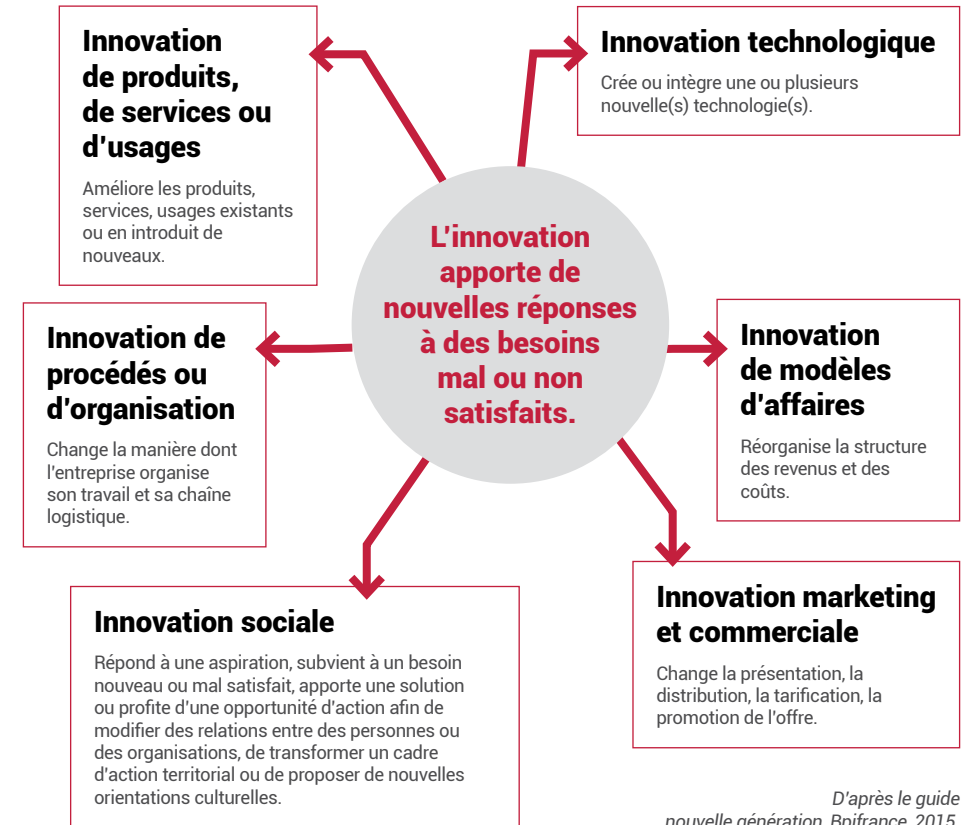 Innovation
de produits,
de services ou
d'usages
Améliore les produits,
services, usages existants
ou en introduit de
nouveaux.
Innovation technologique
Crée ou intègre une ou plusieurs
nouvelle(s) technologie(s).
L'innovation
apporte de
nouvelles réponses
à des besoins
mal ou non
satisfaits.
Innovation de
procédés ou
d'organisation
Change la manière dont
l'entreprise organise
son travail et sa chaîne
logistique.
Innovation
de modèles
d'affaires
Réorganise la structure
des revenus et des
coûts.
Innovation sociale
Répond à une aspiration, subvient à un besoin
nouveau ou mal satisfait, apporte une solution
ou profite d'une opportunité d'action afin de
modifier des relations entre des personnes ou
des organisations, de transformer un cadre
d'action territorial ou de proposer de nouvelles
orientations culturelles.
Innovation marketing
et commerciale
Change la présentation, la
distribution, la tarification, la
promotion de l'offre.
D'après le guide
nouvelle génération, Bpifrance, 2015.